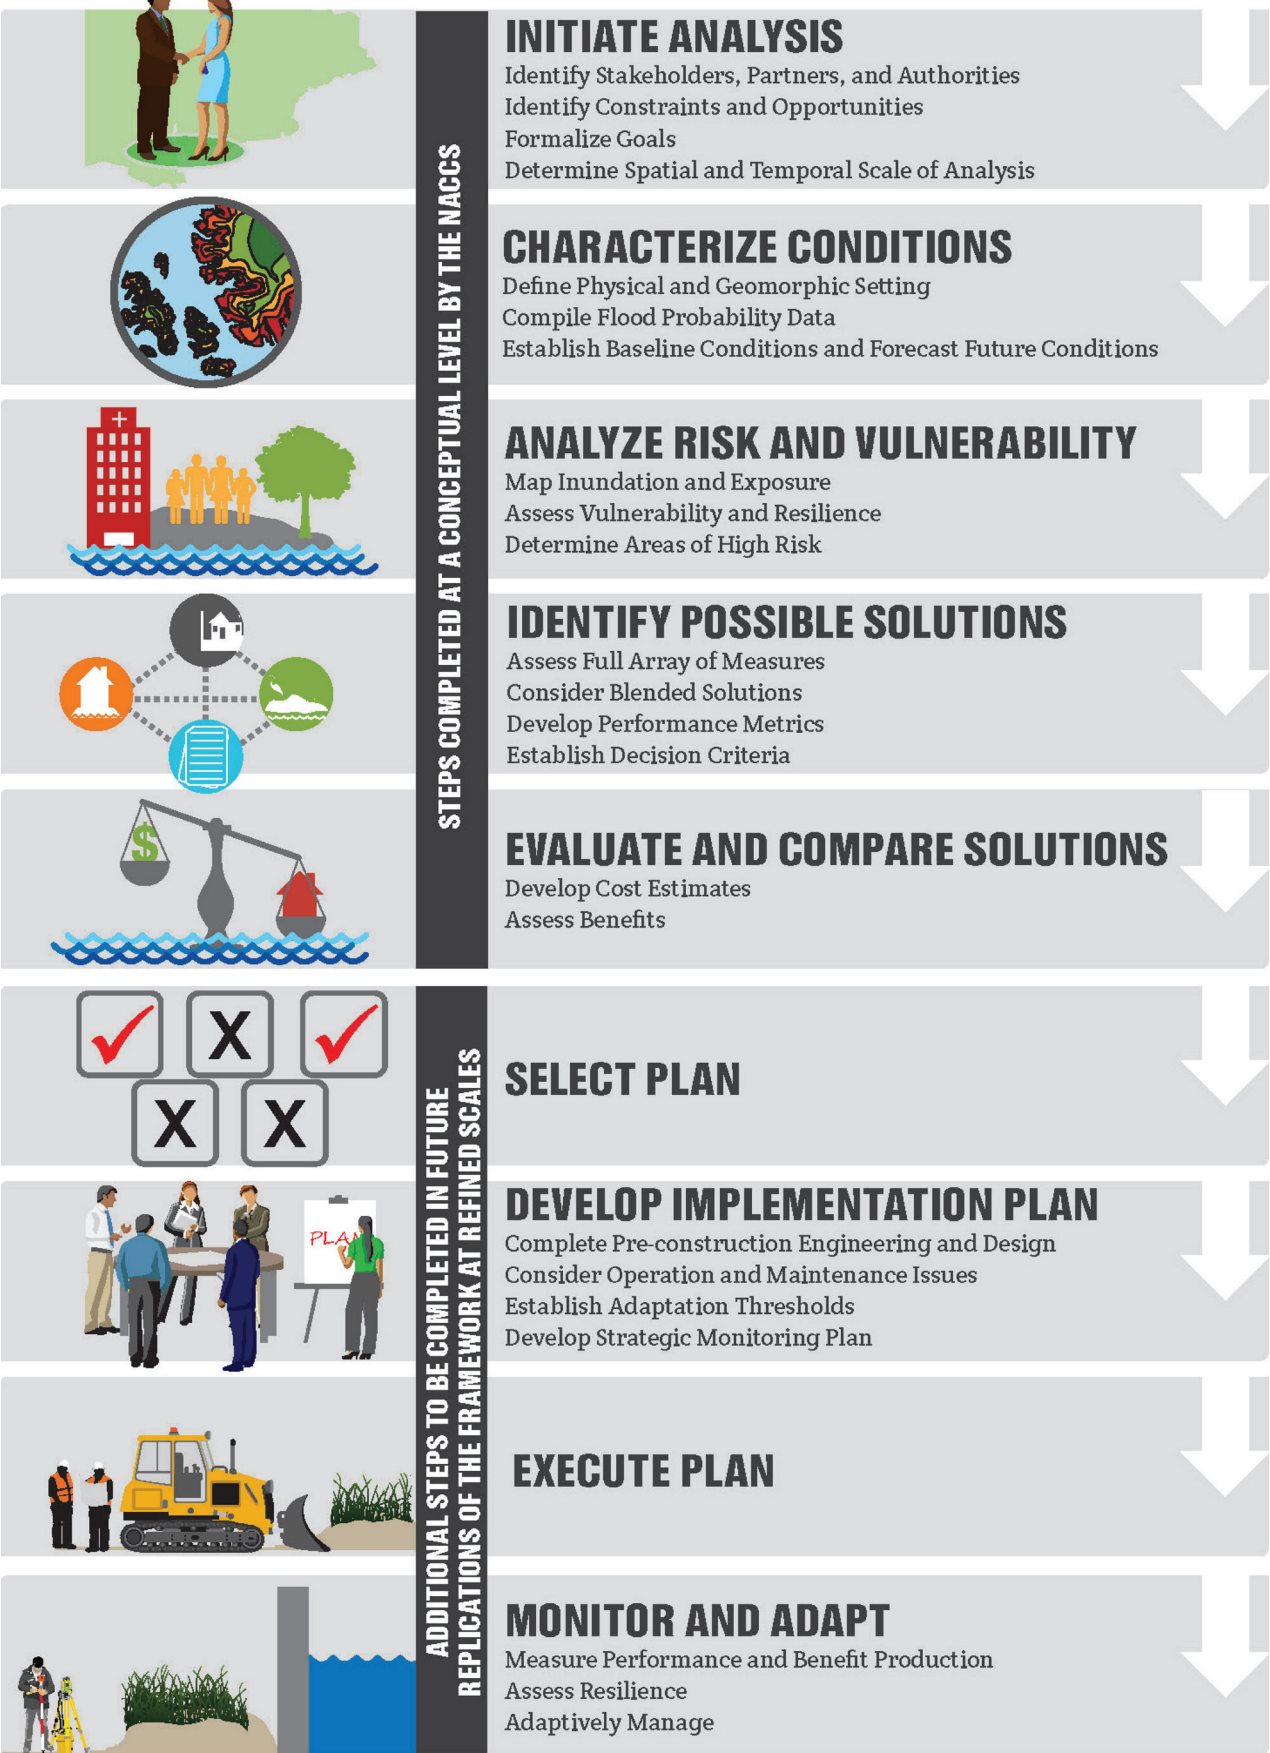 INITIATE ANALYSIS
Identify Stakeholders, Partners, and Authorities
Identify Constraints and Opportunities
Formalize Goals
Determine Spatial and Temporal Scale of Analysis
CHARACTERIZE CONDITIONS
Define Physical and Geomorphic Setting
Compile Flood Probability Data
Establish Baseline Conditions and Forecast Future Conditions
ANALYZE RISK AND VULNERABILITY
Map Inundation and Exposure
Assess Vulnerability and Resilience
Determine Areas of High Risk
IDENTIFY POSSIBLE SOLUTIONS
Assess Full Array of Measures
Consider Blended Solutions
Develop Performance Metrics
Establish Decision Criteria
$
EVALUATE AND COMPARE SOLUTIONS
Develop Cost Estimates
Assess Benefits
STEPS COMPLETED AT A CONCEPTUAL LEVEL BY THE NACCS
X
X X
SELECT PLAN
PLAN
DEVELOP IMPLEMENTATION PLAN
Complete Pre-construction Engineering and Design
Consider Operation and Maintenance Issues
Establish Adaptation Thresholds
Develop Strategic Monitoring Plan
EXECUTE PLAN
MONITOR AND ADAPT
Measure Performance and Benefit Production
Assess Resilience
Adaptively Manage
ADDITIONAL STEPS TO BE COMPLETED IN FUTURE
REPLICATIONS OF THE FRAMEWORK AT REFINED SCALES